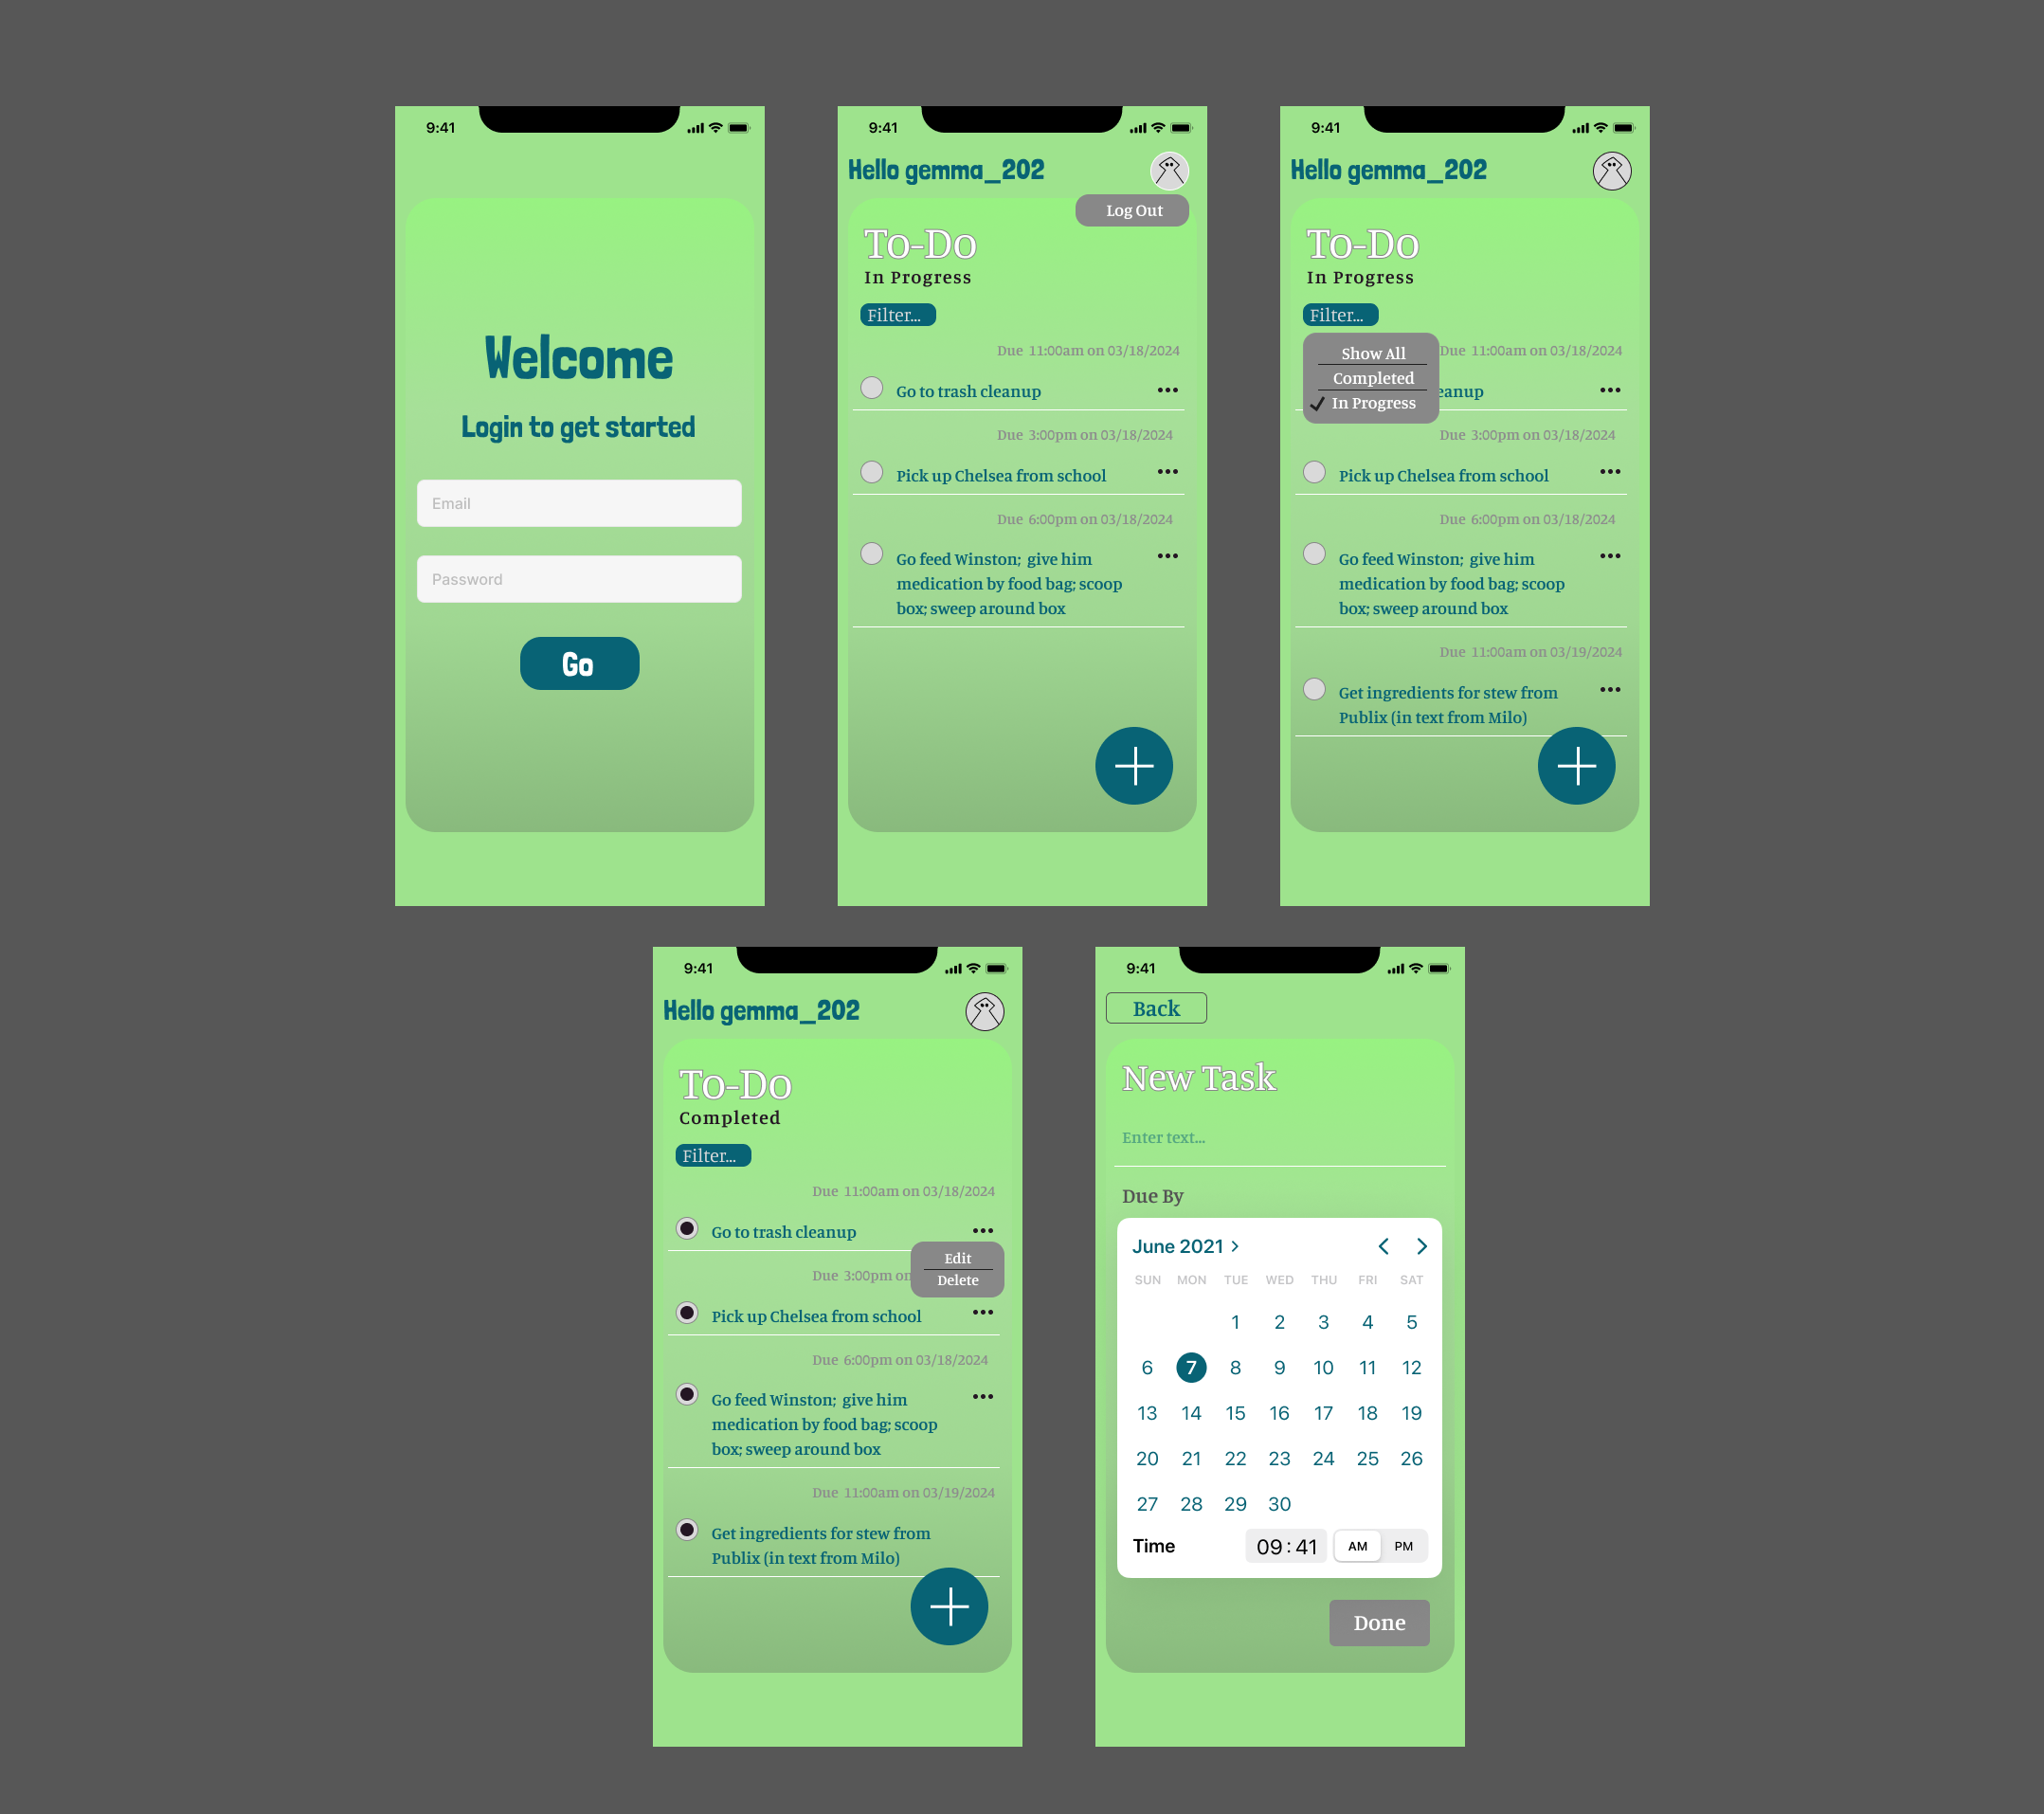 9:41
Welcome
Login to get started
Email
Password
Go
9:41
Hello gemma_202
Log Out
To-Do
In Progress
Filter...
Due 11:00am on 03/18/2024
Go to trash cleanup
Due 3:00pm on 03/18/2024
Pick up Chelsea from school
Due 6:00pm on 03/18/2024
Go feed Winston; give him
medication by food bag; scoop
box; sweep around box
9:41
Hello gemma_202
To-Do
In Progress
Filter...
Show All
Completed
In Progress
Due 11:00am on 03/18/2024
eanup
Due 3:00pm on 03/18/2024
Pick up Chelsea from school
Due 6:00pm on 03/18/2024
Go feed Winston; give him
medication by food bag; scoop
box; sweep around box
Due 11:00am on 03/19/2024
Get ingredients for stew from
Publix (in text from Milo)
9:41
Hello gemma_202
To-Do
Completed
Filter...
Due 11:00am on 03/18/2024
Go to trash cleanup
Edit
Delete
Due 3:00pm on
Pick up Chelsea from school
Due 6:00pm on 03/18/2024
Go feed Winston; give him
medication by food bag; scoop
box; sweep around box
Due 11:00am on 03/19/2024
Get ingredients for stew from
Publix (in text from Milo)
9:41
Back
New Task
Enter text...
Due By
June 2021
SUN MON TUE WED THU FRI SAT
1 2 3 4 5
6 7 8 9 10 11 12
13 14 15 16 17 18 19
20 21 22 23 24 25 26
27 28 29 30
Time 09:41 AM PM
Done